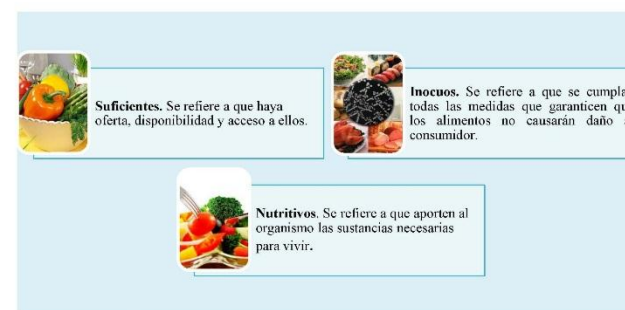 Suficientes. Se refiere a que haya
oferta, disponibilidad y acceso a ellos.
Inocuos. Se refiere a que se cumpla
todas las medidas que garanticen qu
los alimentos no causarán daño a
consumidor.
Nutritivos. Se refiere a que aporten al
organismo las sustancias necesarias
para vivir.